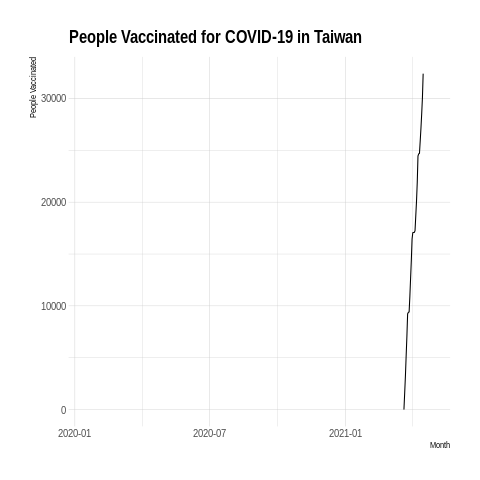 People Vaccinated for COVID-19 in Taiwan
People Vaccinated
30000
20000
10000
0
2020-01
2020-07
2021-01
Month